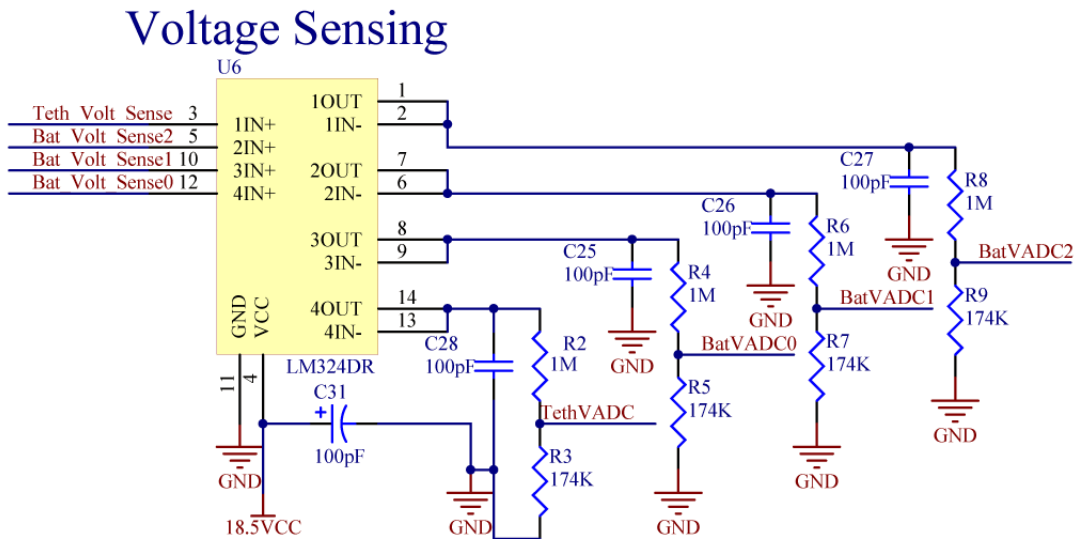 Voltage Sensing
U6
Teth Volt Sense 3
Bat Volt Sense2 5
Bat Volt Sense1 10
Bat Volt Sense0 12
1IN+
2IN+
3IN+
4IN+
1OUT 1
1IN- 2
2OUT 7
2IN- 6
3OUT 8
3IN- 9
4OUT 14
4IN- 13
GND
VCC
11
4
LM324DR
C27
100pF
GND
R8
1M
BatVADC2
R9
174K
GND
C26
100pF
GND
R6
1M
BatVADC1
R7
174K
GND
C25
100pF
GND
R4
1M
BatVADC0
R5
174K
GND
C28
100pF
R2
1M
TethVADC
R3
174K
GND
C31
+
100pF
GND
18.5VCC